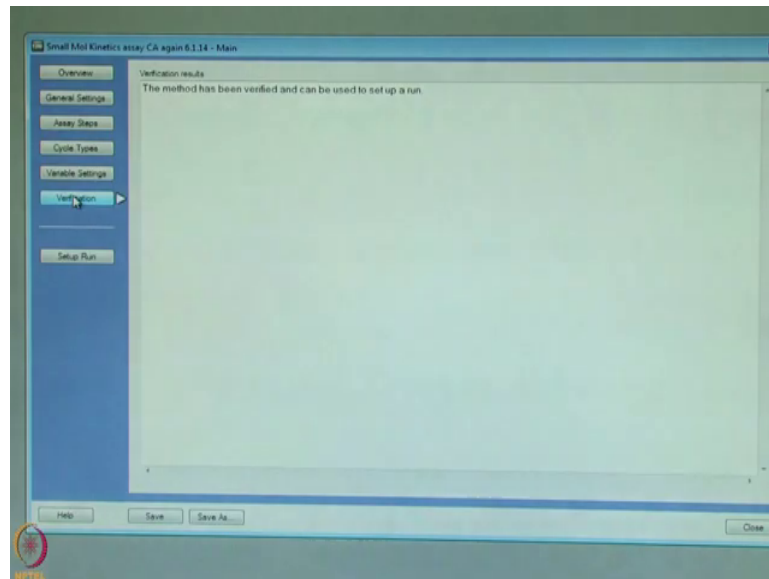 Small Mol Kinetics assay CA again 6.1.14 - Main
Overview
General Settings
Assay Steps
Cycle Types
Variable Settings
Verification
Setup Run
Verification results
The method has been verified and can be used to set up a run.
Help
Save
Save As...
Close
NPTEL